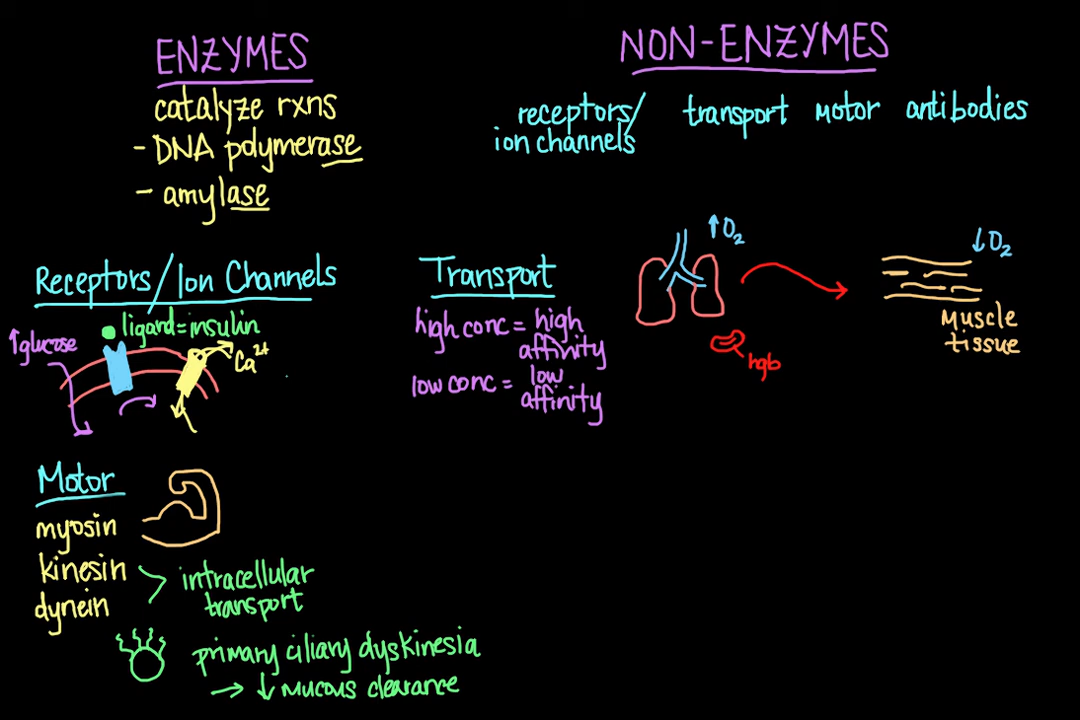 ENZYMES
catalyze rxns
- DNA polymerase
- amylase
NON-ENZYMES
receptors/ transport motor antibodies
ion channels
Receptors/Ion Channels
ligand=insulin
↑glucose
Ca2+
Transport
high conc = high
affinity
low conc = low
affinity
↑O2
hgb
↓O2
Muscle
tissue
Motor
myosin
kinesin
dynein
intracellular
transport
primary ciliary dyskinesia
→ ↓ Mucous clearance